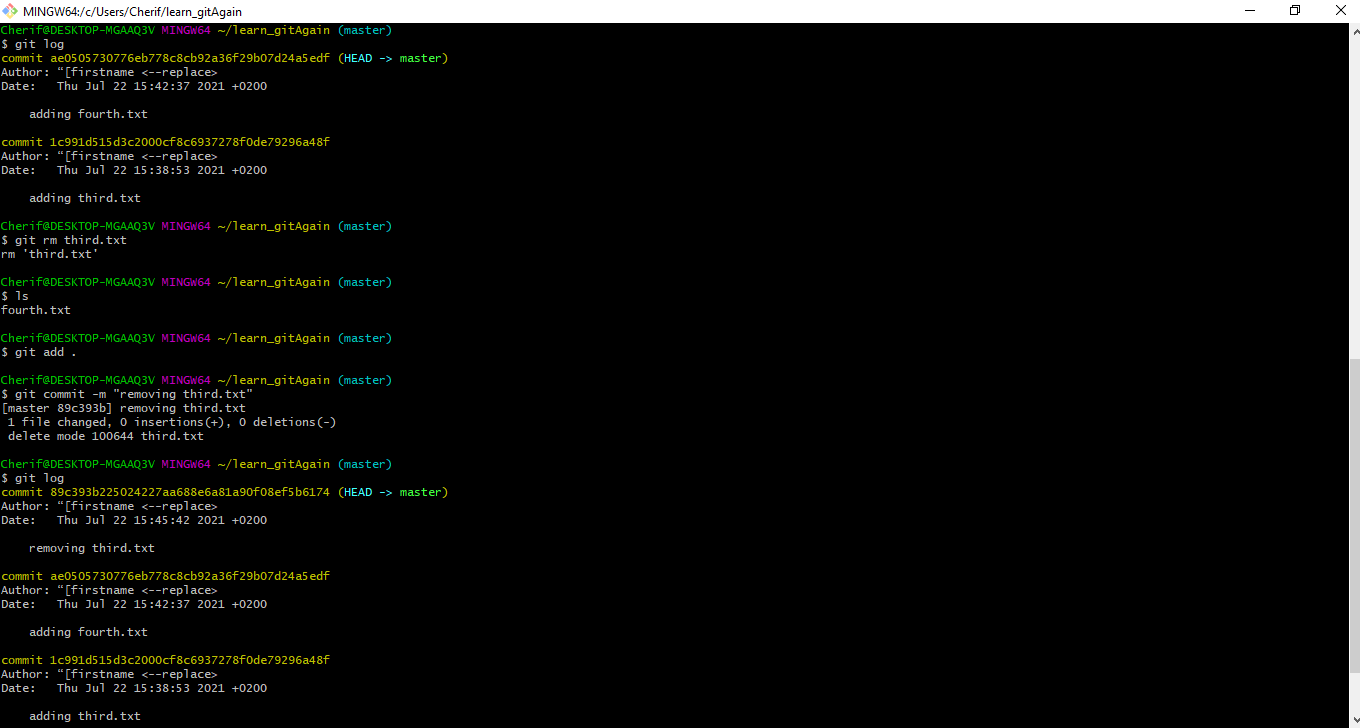 MINGW64:/c/Users/Cherif/learn_gitAgain
Cherif@DESKTOP-MGAAQ3V MINGW64 ~/learn_gitAgain (master)
$ git log
commit ae0505730776eb778c8cb92a36f29b07d24a5edf (HEAD -> master)
Author: “[firstname <--replace>
Date:   Thu Jul 22 15:42:37 2021 +0200
    adding fourth.txt
commit 1c991d515d3c2000cf8c6937278f0de79296a48f
Author: “[firstname <--replace>
Date:   Thu Jul 22 15:38:53 2021 +0200
    adding third.txt
Cherif@DESKTOP-MGAAQ3V MINGW64 ~/learn_gitAgain (master)
$ git rm third.txt
rm 'third.txt'
Cherif@DESKTOP-MGAAQ3V MINGW64 ~/learn_gitAgain (master)
$ ls
fourth.txt
Cherif@DESKTOP-MGAAQ3V MINGW64 ~/learn_gitAgain (master)
$ git add .
Cherif@DESKTOP-MGAAQ3V MINGW64 ~/learn_gitAgain (master)
$ git commit -m "removing third.txt"
[master 89c393b] removing third.txt
 1 file changed, 0 insertions(+), 0 deletions(-)
 delete mode 100644 third.txt
Cherif@DESKTOP-MGAAQ3V MINGW64 ~/learn_gitAgain (master)
$ git log
commit 89c393b225024227aa688e6a81a90f08ef5b6174 (HEAD -> master)
Author: “[firstname <--replace>
Date:   Thu Jul 22 15:45:42 2021 +0200
    removing third.txt
commit ae0505730776eb778c8cb92a36f29b07d24a5edf
Author: “[firstname <--replace>
Date:   Thu Jul 22 15:42:37 2021 +0200
    adding fourth.txt
commit 1c991d515d3c2000cf8c6937278f0de79296a48f
Author: “[firstname <--replace>
Date:   Thu Jul 22 15:38:53 2021 +0200
    adding third.txt